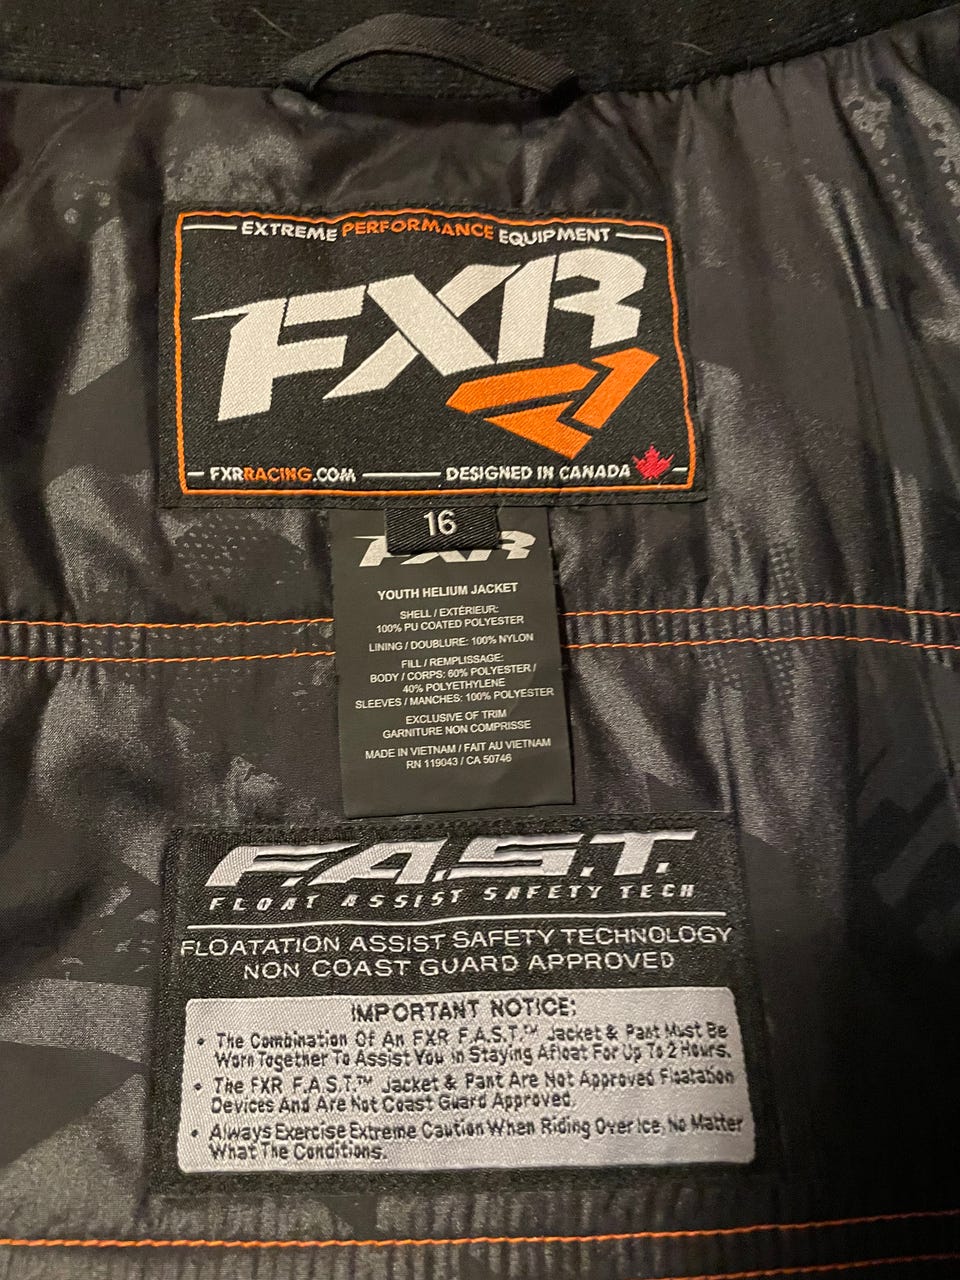 EXTREME PERFORMANCE EQUIPMENT
FXR
FXRRACING.COM
DESIGNED IN CANADA
16
FXR
YOUTH HELIUM JACKET
SHELL / EXTÉRIEUR:
100% PU COATED POLYESTER
LINING / DOUBLURE: 100% NYLON
FILL / REMPLISSAGE:
BODY / CORPS: 60% POLYESTER /
40% POLYETHYLENE
SLEEVES / MANCHES: 100% POLYESTER
EXCLUSIVE OF TRIM
GARNITURE NON COMPRISSE
MADE IN VIETNAM / FAIT AU VIETNAM
RN 119043 / CA 50746
F.A.S.T.
FLOAT ASSIST SAFETY TECH
FLOATATION ASSIST SAFETY TECHNOLOGY
NON COAST GUARD APPROVED
IMPORTANT NOTICE:
• The Combination Of An FXR F.A.S.T.™ Jacket & Pant Must Be
Worn Together To Assist You in Staying Afloat For Up To 2 Hours.
• The FXR F.A.S.T.™ Jacket & Pant Are Not Approved Floatation
Devices And Are Not Coast Guard Approved.
• Always Exercise Extreme Caution When Riding Over Ice, No Matter
What The Conditions.